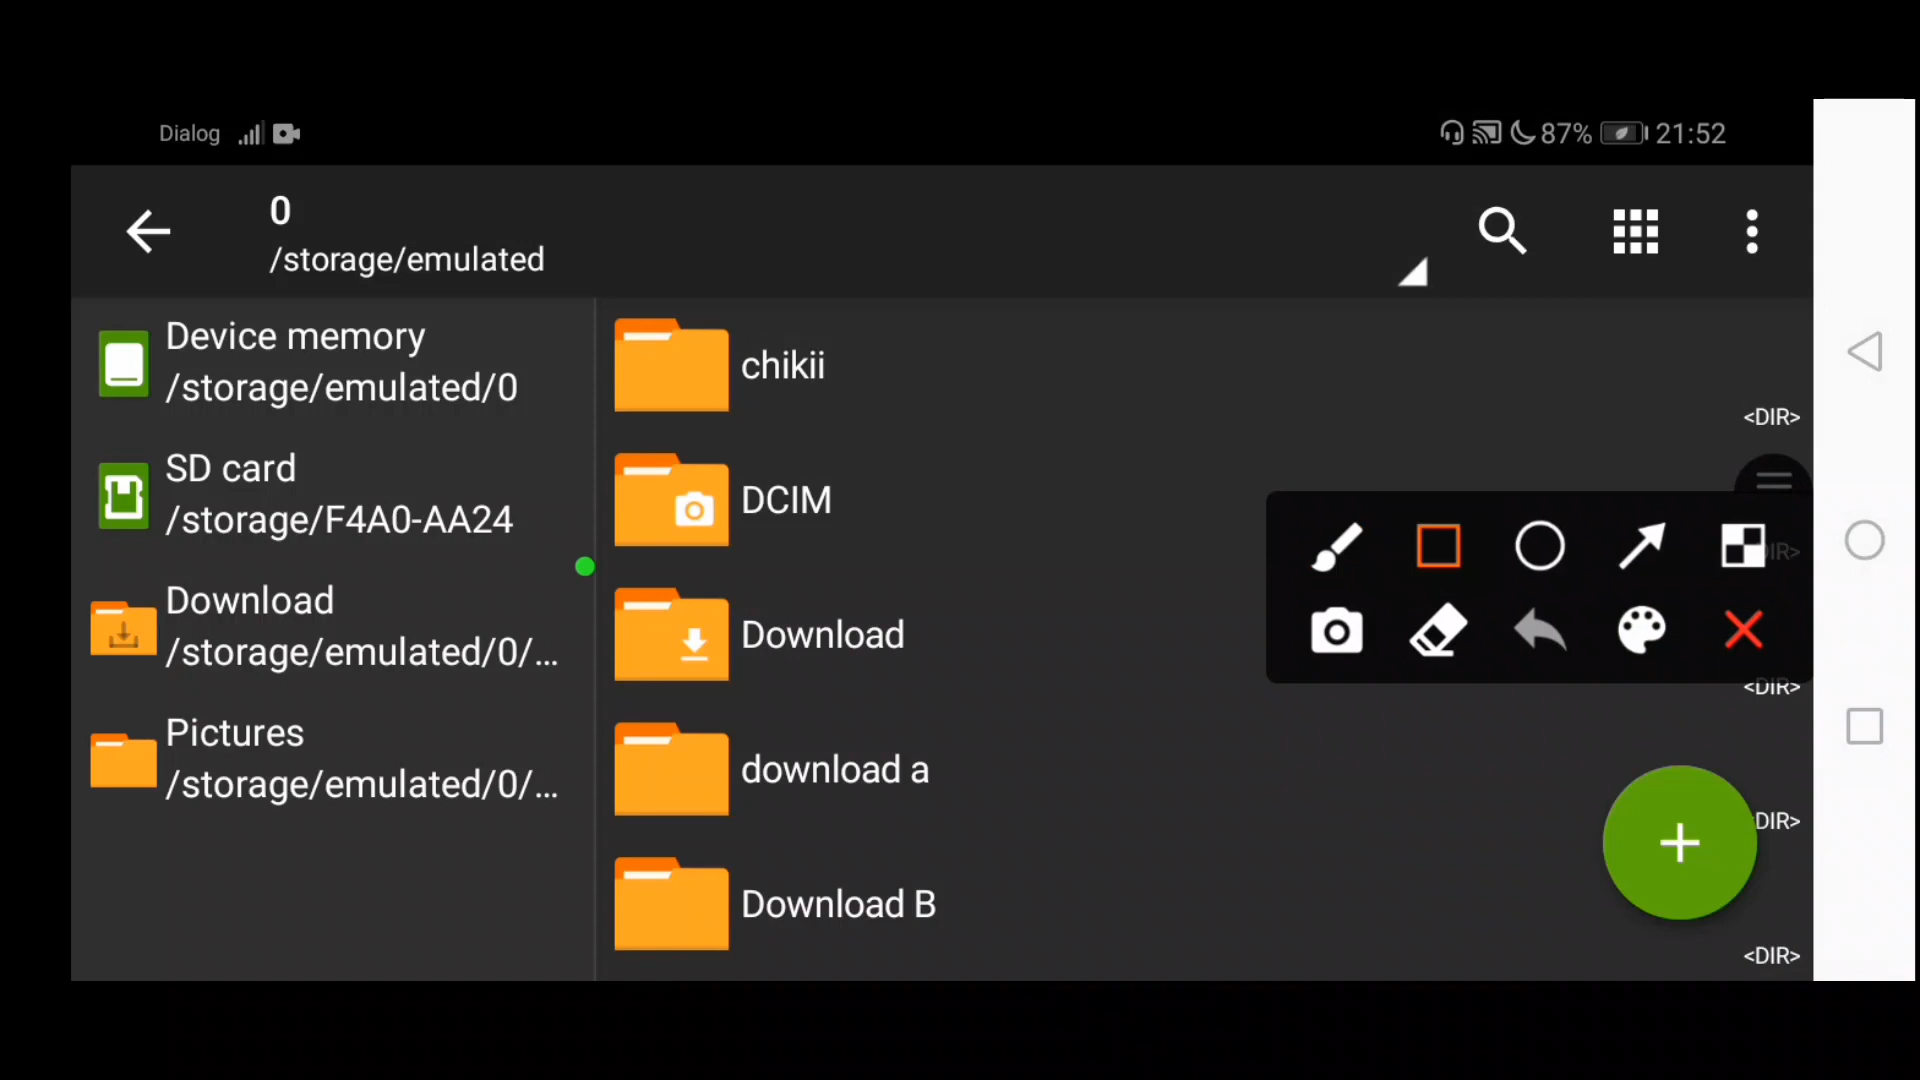 Dialog
87% 21:52
0
/storage/emulated
Device memory
/storage/emulated/0
SD card
/storage/F4A0-AA24
Download
/storage/emulated/0/...
Pictures
/storage/emulated/0/...
chikii
<DIR>
DCIM
DIR>
Download
<DIR>
download a
DIR>
Download B
<DIR>